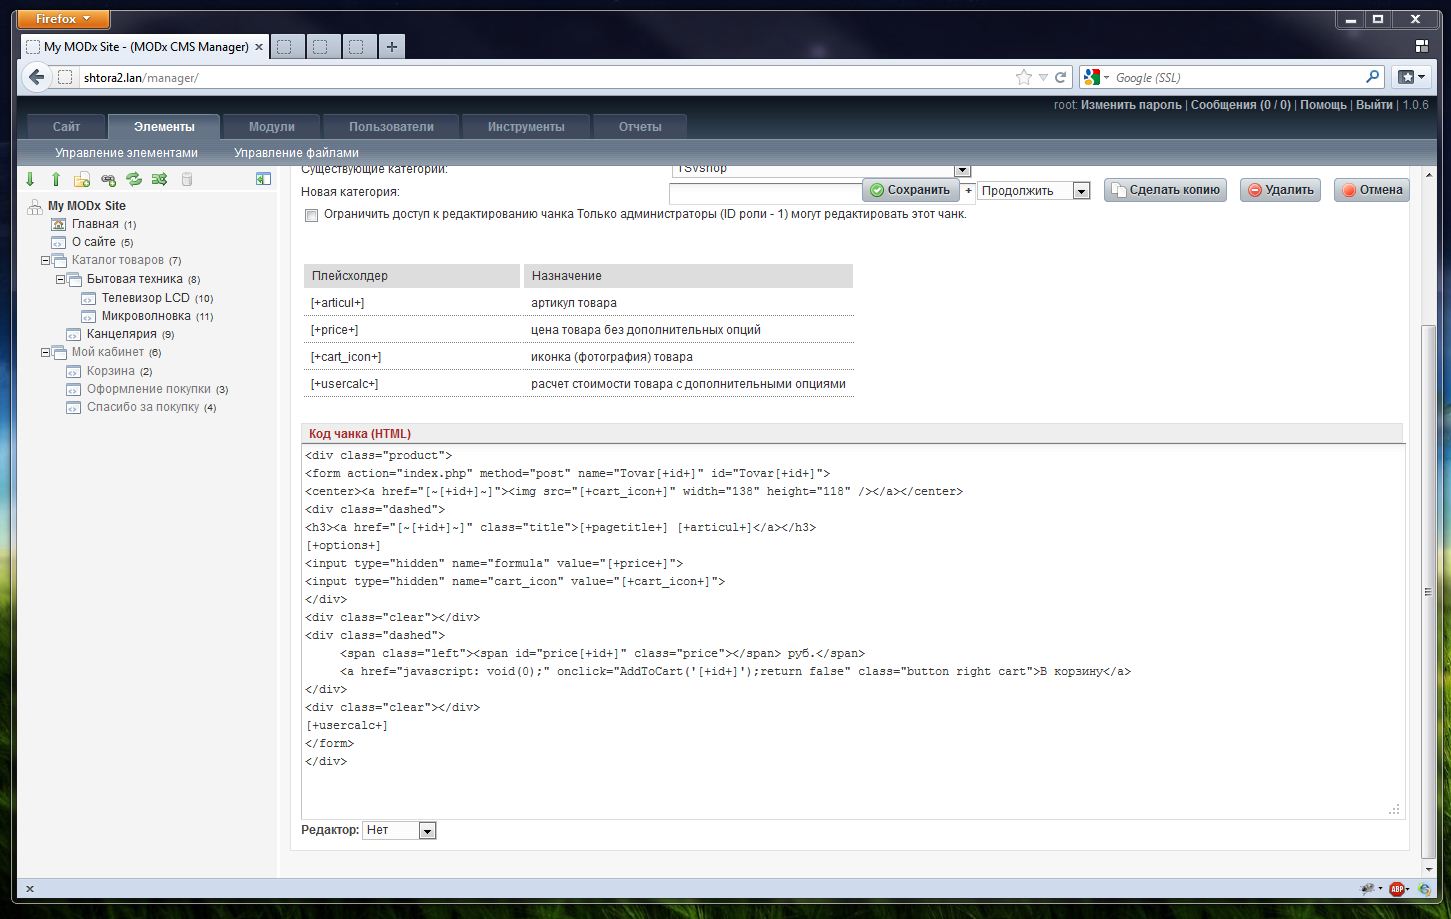 Firefox
My MODx Site - (MODx CMS Manager)
shtora2.lan/manager/
Google (SSL)
root: Изменить пароль | Сообщения (0 / 0) | Помощь | Выйти | 1.0.6
Сайт Элементы Модули Пользователи Инструменты Отчеты
Управление элементами Управление файлами
My MODx Site
Главная (1)
О сайте (5)
Каталог товаров (7)
Бытовая техника (8)
Телевизор LCD (10)
Микроволновка (11)
Канцелярия (9)
Мой кабинет (6)
Корзина (2)
Оформление покупки (3)
Спасибо за покупку (4)
Существующие категории: TSVshop
Новая категория:
Сохранить + Продолжить Сделать копию Удалить Отмена
Ограничить доступ к редактированию чанка Только администраторы (ID роли - 1) могут редактировать этот чанк.
Плейсхолдер Назначение
[+articul+] артикул товара
[+price+] цена товара без дополнительных опций
[+cart_icon+] иконка (фотография) товара
[+usercalc+] расчет стоимости товара с дополнительными опциями
Код чанка (HTML)
<div class="product">
<form action="index.php" method="post" name="Tovar[+id+]" id="Tovar[+id+]">
<center><a href="[~[+id+]~]"><img src="[+cart_icon+]" width="138" height="118" /></a></center>
<div class="dashed">
<h3><a href="[~[+id+]~]" class="title">[+pagetitle+] [+articul+]</a></h3>
[+options+]
<input type="hidden" name="formula" value="[+price+]">
<input type="hidden" name="cart_icon" value="[+cart_icon+]">
</div>
<div class="clear"></div>
<div class="dashed">
<span class="left"><span id="price[+id+]" class="price"></span> руб.</span>
<a href="javascript: void(0);" onclick="AddToCart('[+id+]');return false" class="button right cart">В корзину</a>
</div>
<div class="clear"></div>
[+usercalc+]
</form>
</div>
Редактор: Нет
ABP